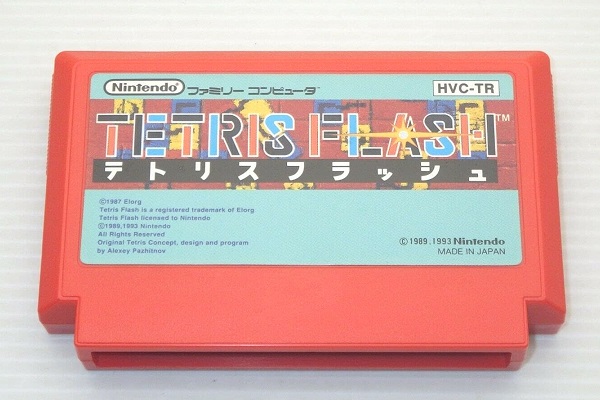 Nintendo ファミリー コンピュータ™ HVC-TR
TETRIS FLASH™
テトリスフラッシュ
©1987 Elorg
Tetris Flash is a registered trademark of Elorg
Tetris Flash licensed to Nintendo
©1989,1993 Nintendo
All Rights Reserved
Original Tetris Concept, design and program
by Alexey Pazhitnov
©1989,1993 Nintendo
MADE IN JAPAN